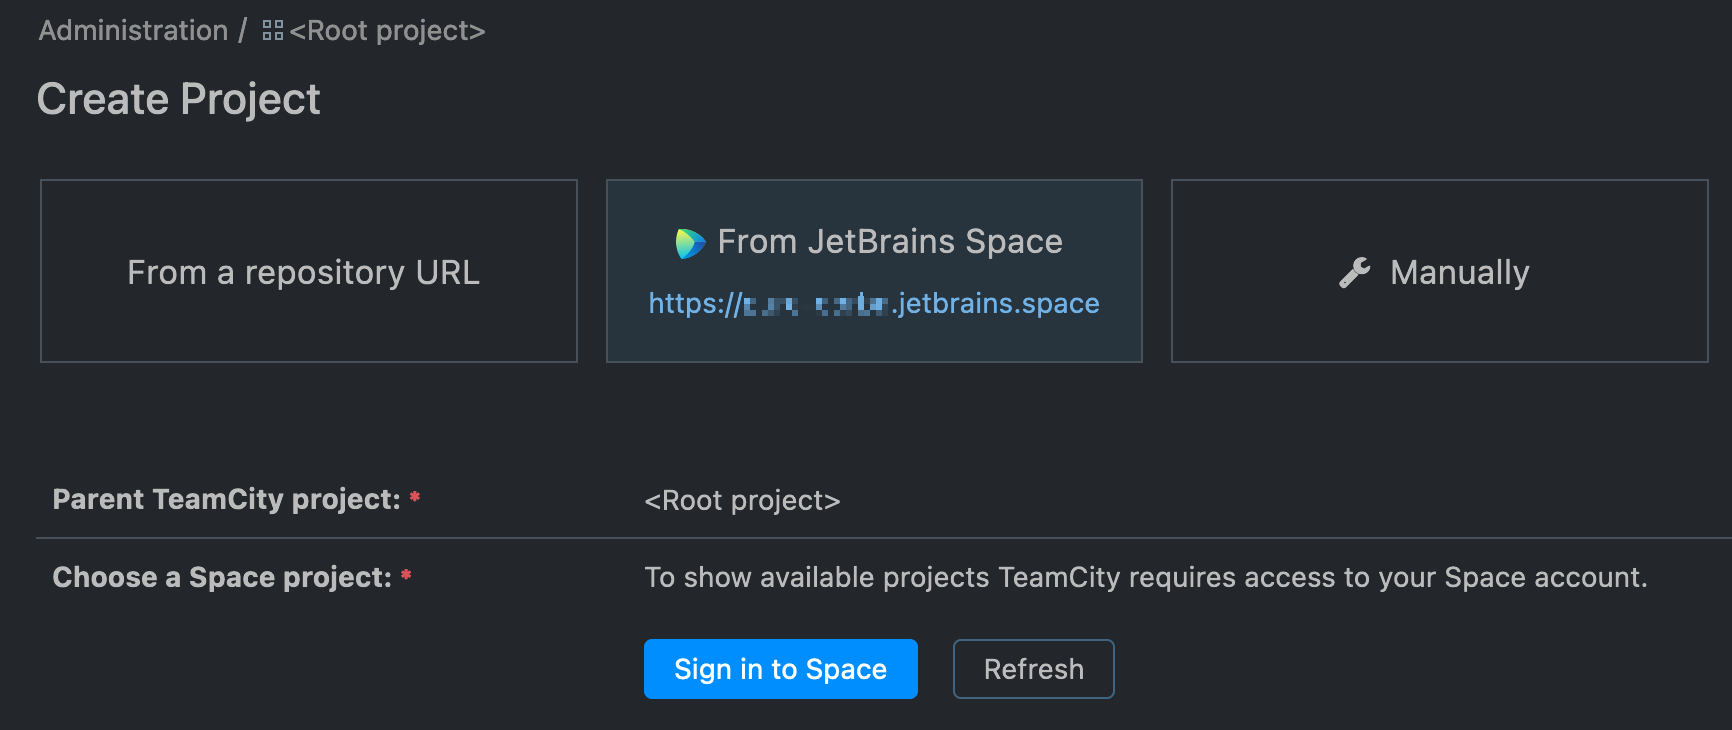 Administration / <Root project>
Create Project
From a repository URL
From JetBrains Space
https://
.jetbrains.space
Manually
Parent TeamCity project: * <Root project>
Choose a Space project: * To show available projects TeamCity requires access to your Space account.
Sign in to Space
Refresh